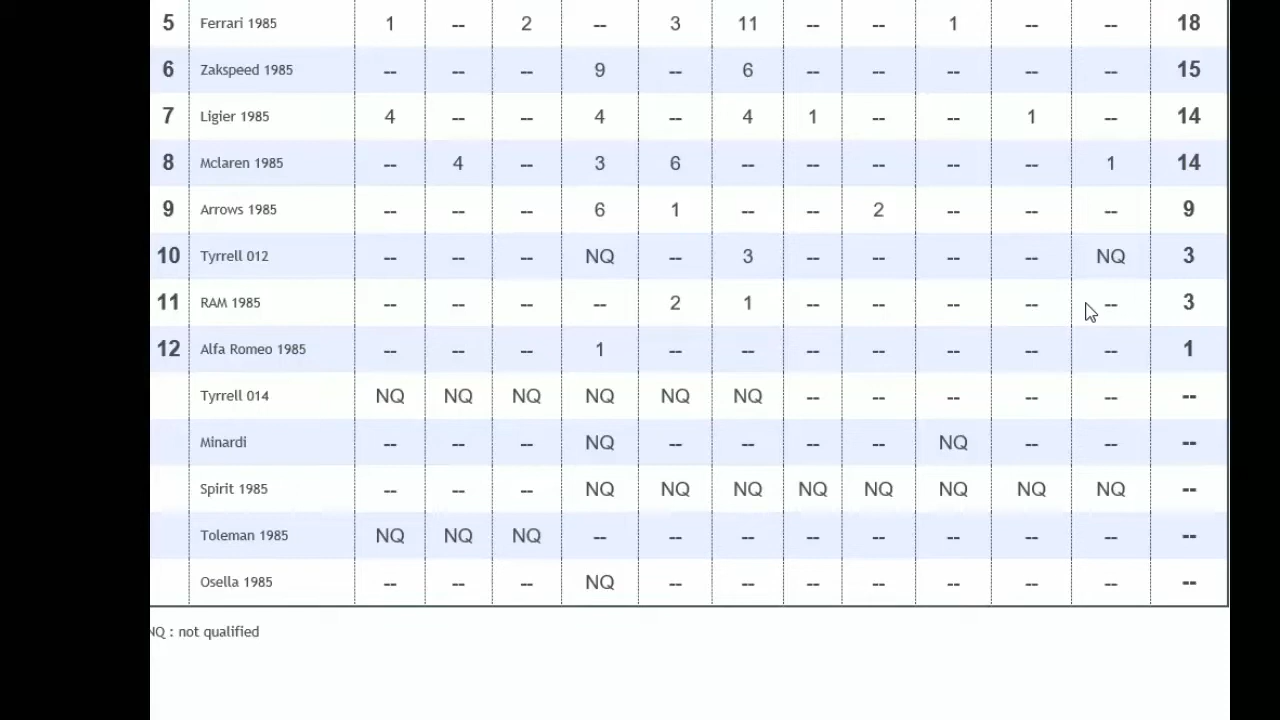 5 Ferrari 1985 1 -- 2 -- 3 11 -- -- 1 -- -- 18
6 Zakspeed 1985 -- -- -- 9 -- 6 -- -- -- -- -- 15
7 Ligier 1985 4 -- -- 4 -- 4 1 -- -- 1 -- 14
8 Mclaren 1985 -- 4 -- 3 6 -- -- -- -- -- 1 14
9 Arrows 1985 -- -- -- 6 1 -- -- 2 -- -- -- 9
10 Tyrrell 012 -- -- -- NQ -- 3 -- -- -- -- NQ 3
11 RAM 1985 -- -- -- -- 2 1 -- -- -- -- -- 3
12 Alfa Romeo 1985 -- -- -- 1 -- -- -- -- -- -- -- 1
Tyrrell 014 NQ NQ NQ NQ NQ NQ -- -- -- -- -- --
Minardi -- -- -- NQ -- -- -- -- NQ -- -- --
Spirit 1985 -- -- -- NQ NQ NQ NQ NQ NQ NQ NQ --
Toleman 1985 NQ NQ NQ -- -- -- -- -- -- -- -- --
Osella 1985 -- -- -- NQ -- -- -- -- -- -- -- --
NQ : not qualified